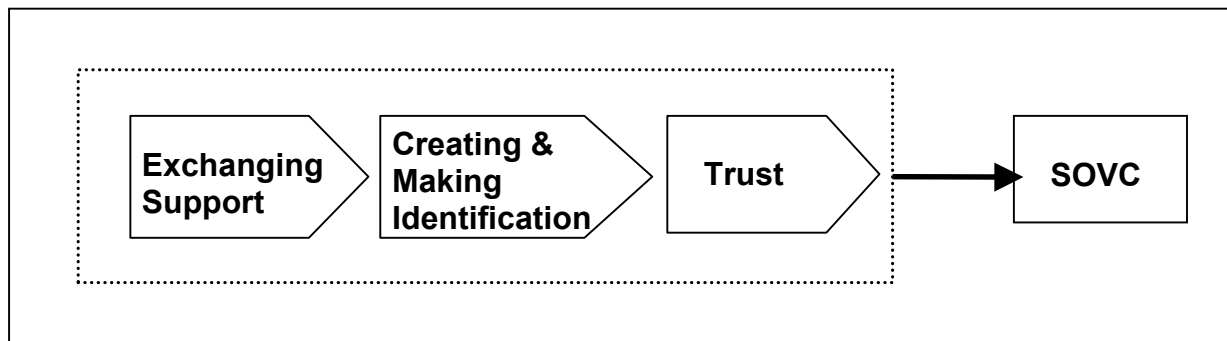 Exchanging
Support
Creating &
Making
Identification
Trust
SOVC